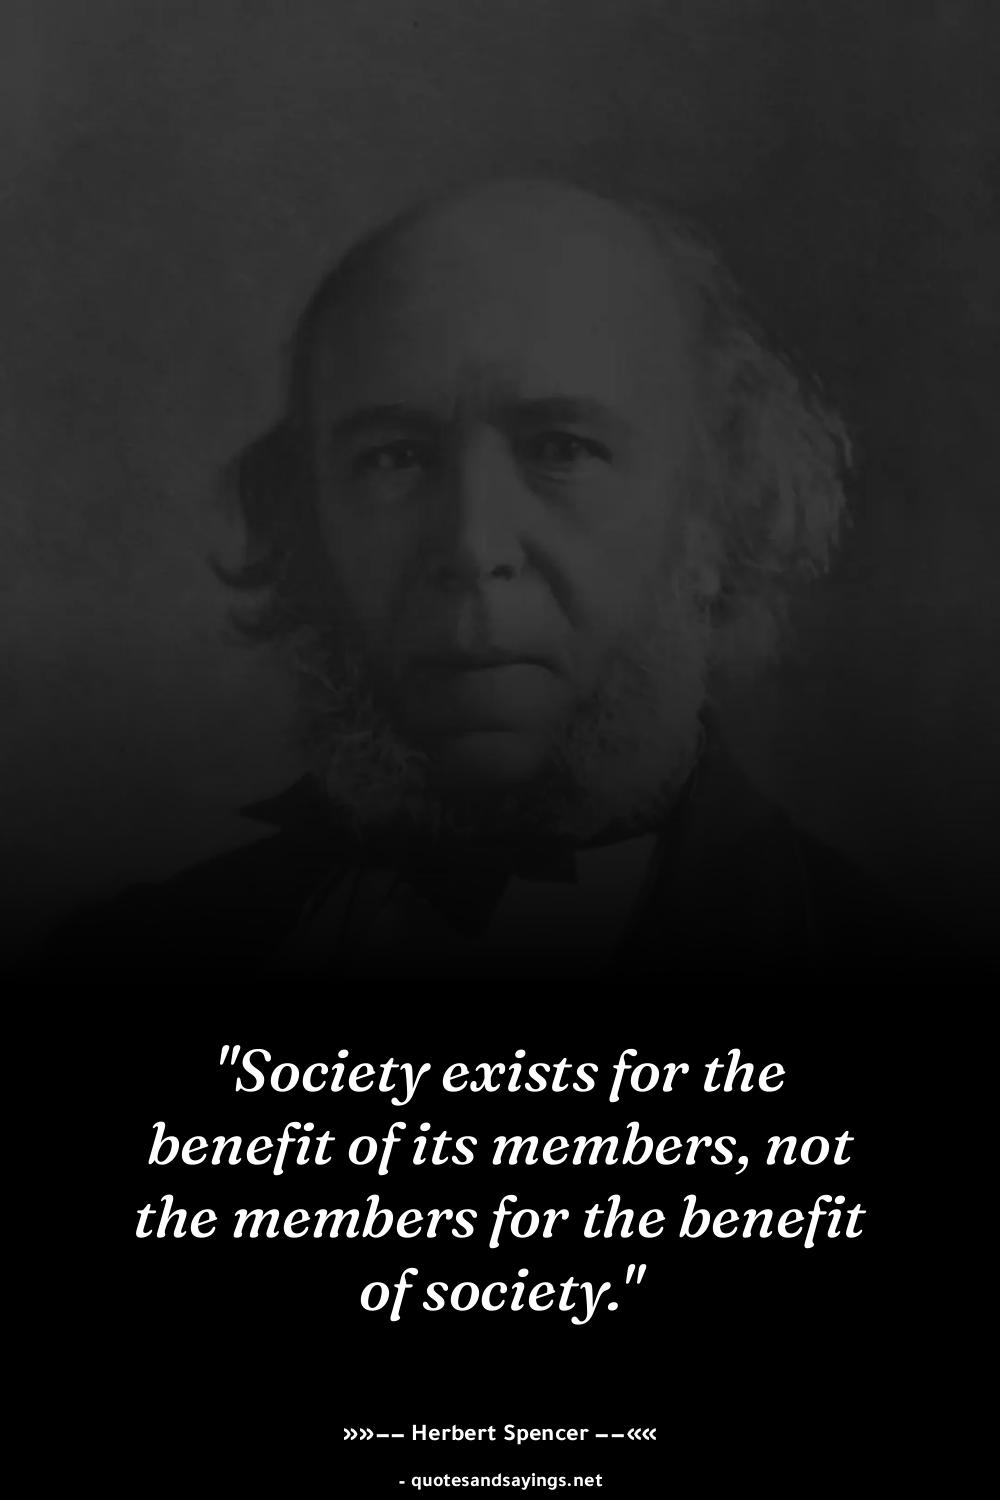 "Society exists for the
benefit of its members, not
the members for the benefit
of society."
»»–– Herbert Spencer ––««
- quotesandsayings.net